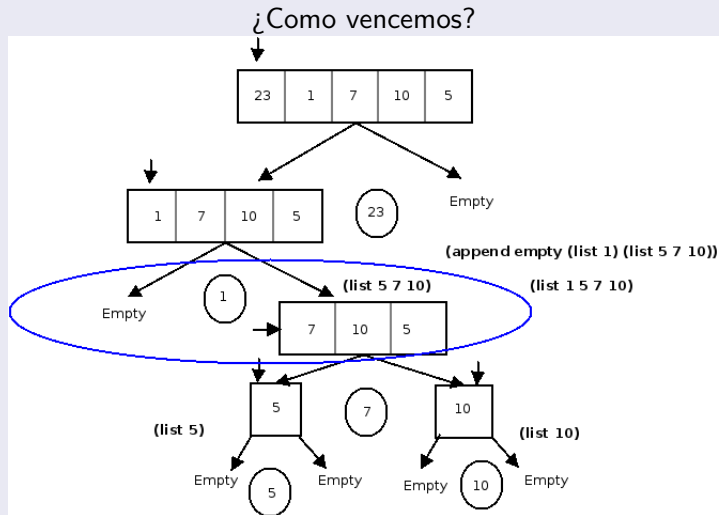 ¿Como vencemos?
23 1 7 10 5
Empty
1 7 10 5
23
(append empty (list 1) (list 5 7 10))
Empty
1
(list 5 7 10)
(list 1 5 7 10)
7 10 5
5
7
10
(list 5)
(list 10)
Empty
5
Empty
Empty
10
Empty